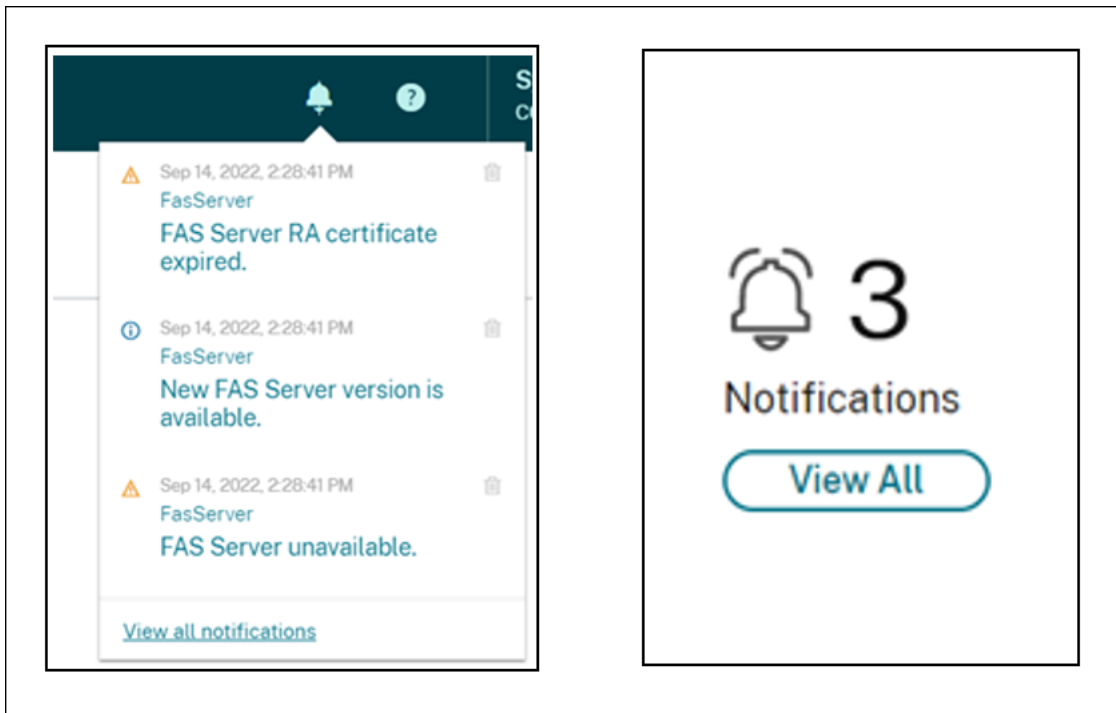 Sep 14, 2022, 2:28:41 PM
FasServer
FAS Server RA certificate
expired.
Sep 14, 2022, 2:28:41 PM
FasServer
New FAS Server version is
available.
Sep 14, 2022, 2:28:41 PM
FasServer
FAS Server unavailable.
View all notifications
3
Notifications
View All